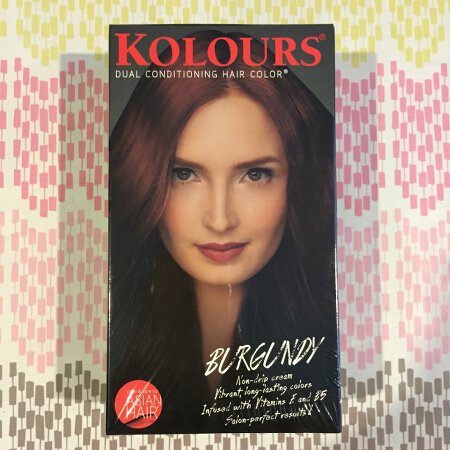 KOLOURS®
DUAL CONDITIONING HAIR COLOR®
BURGUNDY
Non-drip cream
Vibrant, long-lasting colors
Infused with Vitamins E and B5
Salon-perfect results
ASIAN
HAIR